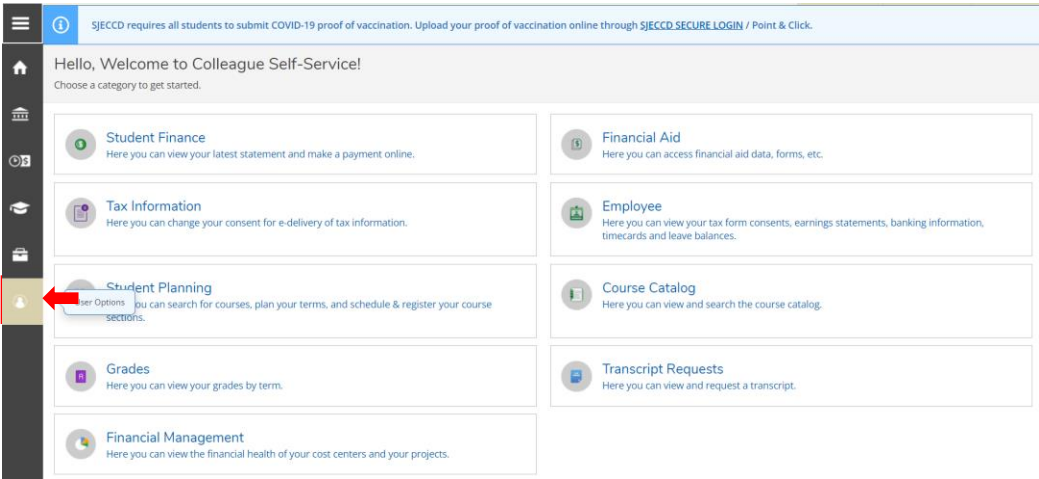 SJECCD requires all students to submit COVID-19 proof of vaccination. Upload your proof of vaccination online through SJECCD SECURE LOGIN / Point & Click.
Hello, Welcome to Colleague Self-Service!
Choose a category to get started.
Student Finance
Here you can view your latest statement and make a payment online.
Financial Aid
Here you can access financial aid data, forms, etc.
Tax Information
Here you can change your consent for e-delivery of tax information.
Employee
Here you can view your tax form consents, earnings statements, banking information,
timecards and leave balances.
Student Planning
User Options
you can search for courses, plan your terms, and schedule & register your course
sections.
Course Catalog
Here you can view and search the course catalog.
Grades
Here you can view your grades by term.
Transcript Requests
Here you can view and request a transcript.
Financial Management
Here you can view the financial health of your cost centers and your projects.